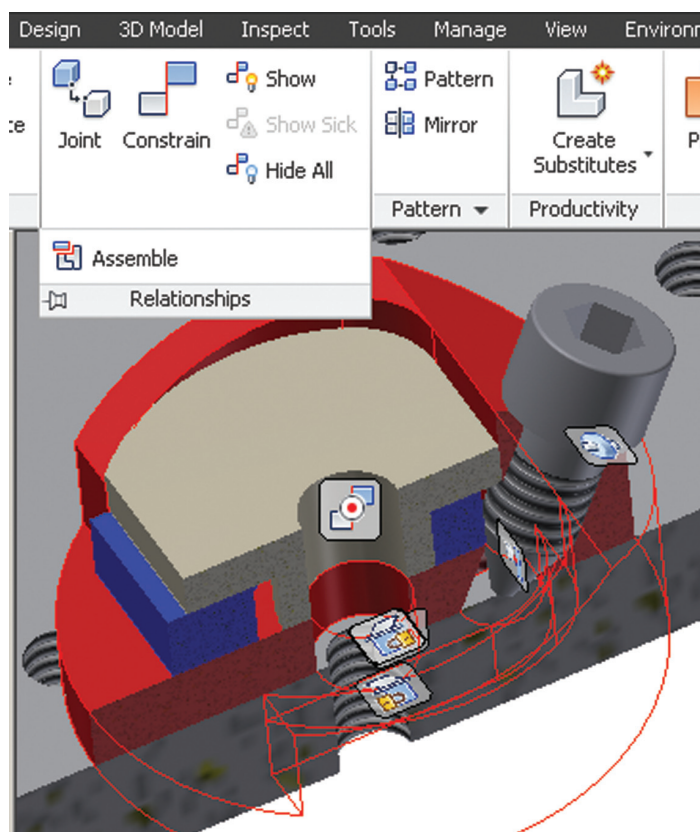 Design 3D Model Inspect Tools Manage View
Joint
Constrain
Show
Show Sick
Hide All
Pattern
Mirror
Create
Substitutes
Pattern
Productivity
Assemble
Relationships